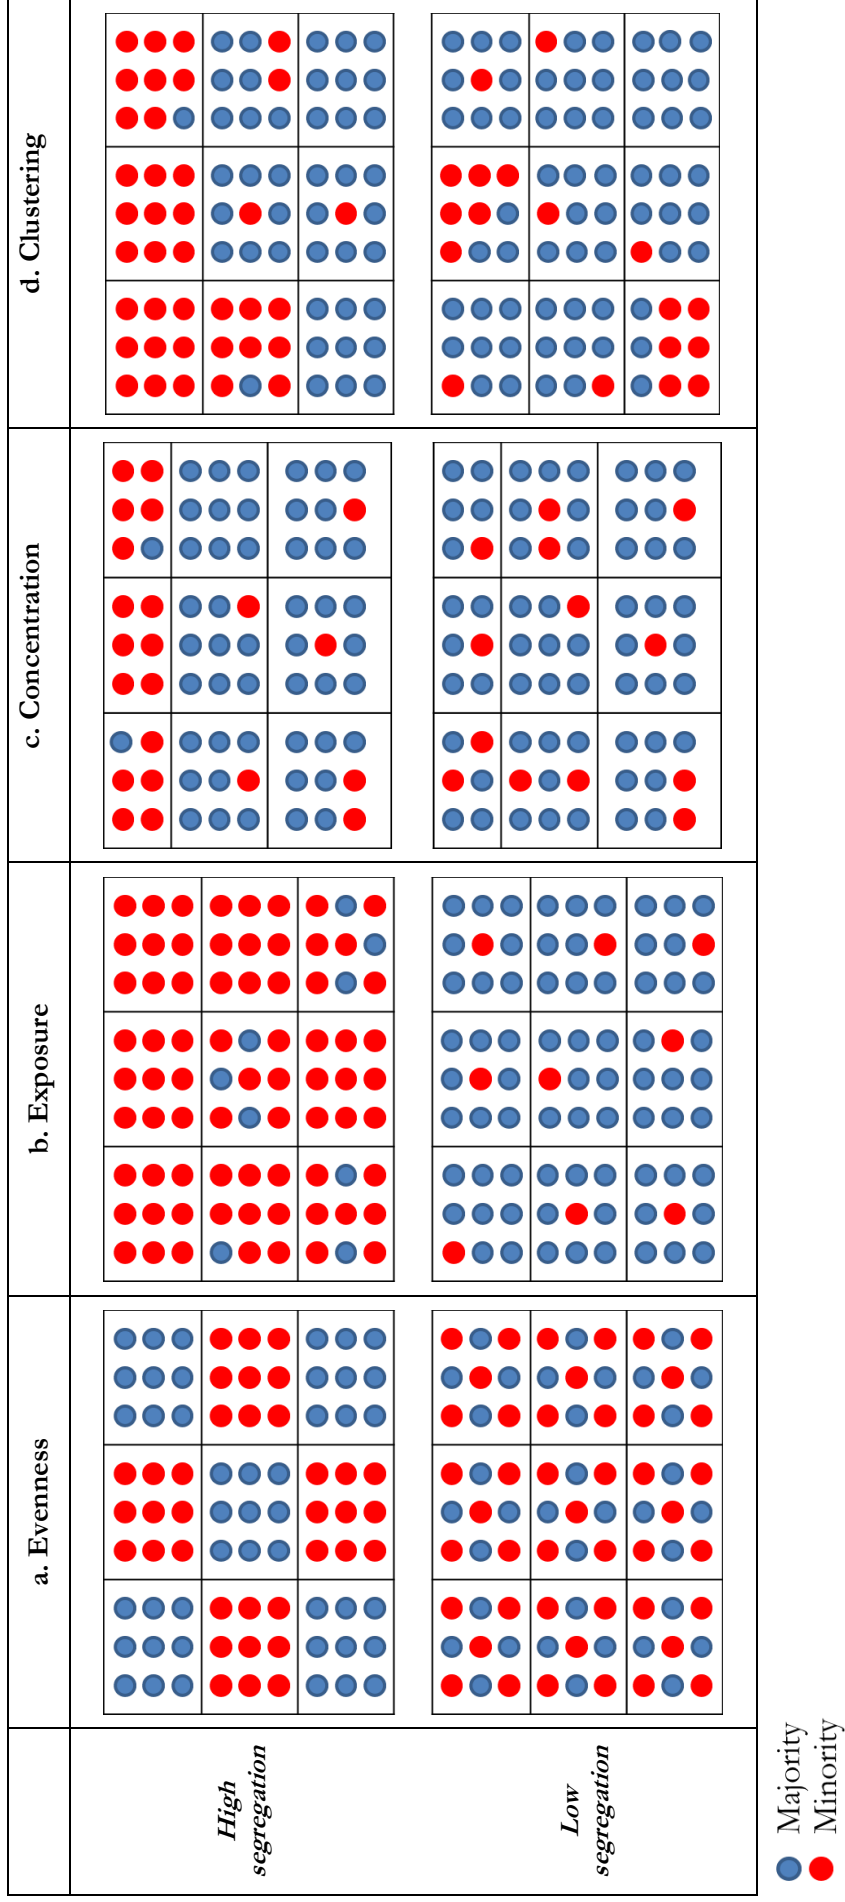 a. Evenness
b. Exposure
c. Concentration
d. Clustering
High
segregation
Low
segregation
Majority
Minority